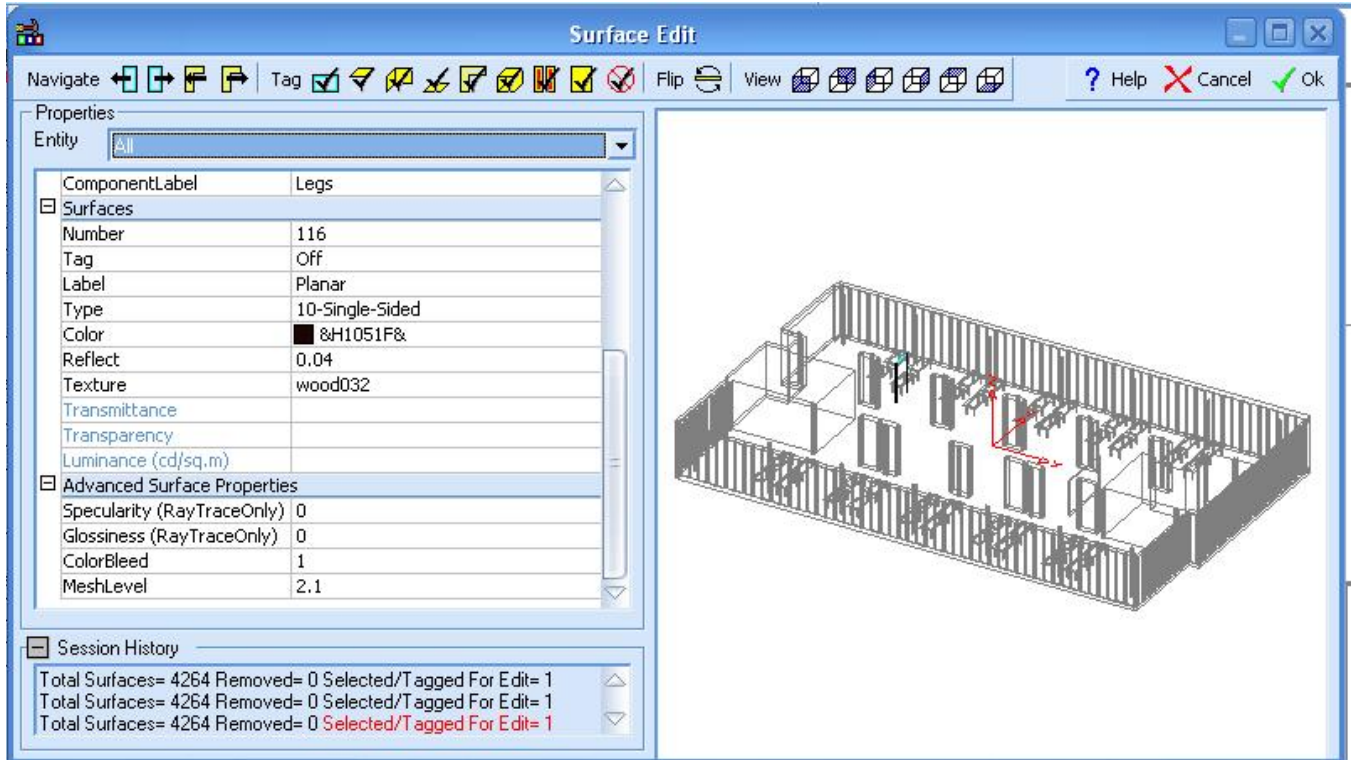 Surface Edit
Navigate Tag Flip View ? Help Cancel Ok
Properties
Entity All
ComponentLabel Legs
Surfaces
Number 116
Tag Off
Label Planar
Type 10-Single-Sided
Color &H1051F&
Reflect 0.04
Texture wood032
Transmittance
Transparency
Luminance (cd/sq.m)
Advanced Surface Properties
Specularity (RayTraceOnly) 0
Glossiness (RayTraceOnly) 0
ColorBleed 1
MeshLevel 2.1
Session History
Total Surfaces= 4264 Removed= 0 Selected/Tagged For Edit= 1
Total Surfaces= 4264 Removed= 0 Selected/Tagged For Edit= 1
Total Surfaces= 4264 Removed= 0 Selected/Tagged For Edit= 1